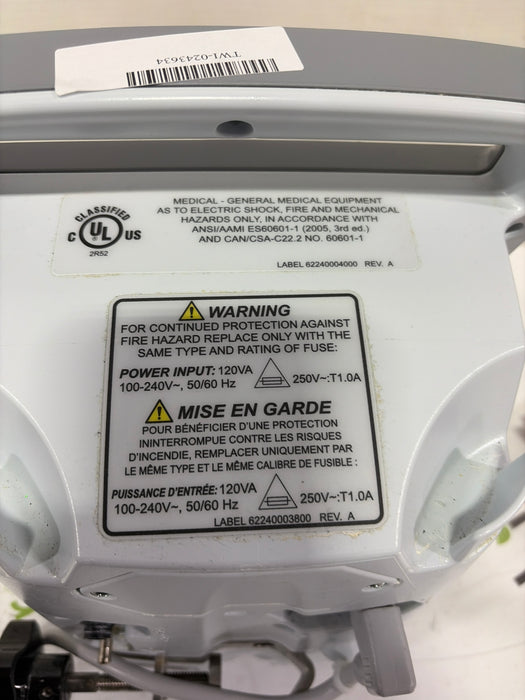 TWI-0243634
CLASSIFIED
C UL US
2R52
MEDICAL - GENERAL MEDICAL EQUIPMENT
AS TO ELECTRIC SHOCK, FIRE AND MECHANICAL
HAZARDS ONLY, IN ACCORDANCE WITH
ANSI/AAMI ES60601-1 (2005, 3rd ed.)
AND CAN/CSA-C22.2 NO. 60601-1
LABEL 62240004000 REV. A
WARNING
FOR CONTINUED PROTECTION AGAINST
FIRE HAZARD REPLACE ONLY WITH THE
SAME TYPE AND RATING OF FUSE:
POWER INPUT: 120VA
100-240V~, 50/60 Hz
250V~:T1.0A
MISE EN GARDE
POUR BÉNÉFICIER D'UNE PROTECTION
ININTERROMPUE CONTRE LES RISQUES
D'INCENDIE, REMPLACER UNIQUEMENT PAR
LE MÊME TYPE ET LE MÊME CALIBRE DE FUSIBLE :
PUISSANCE D'ENTRÉE: 120VA
100-240V~, 50/60 Hz
250V~:T1.0A
LABEL 62240003800 REV. A